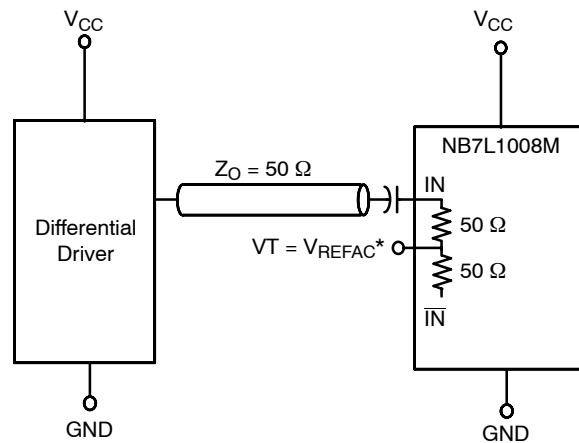 VCC
VCC
NB7L1008M
ZO = 50 Ω
IN
50 Ω
Differential
Driver
VT = VREFAC*
50 Ω
IN
GND
GND